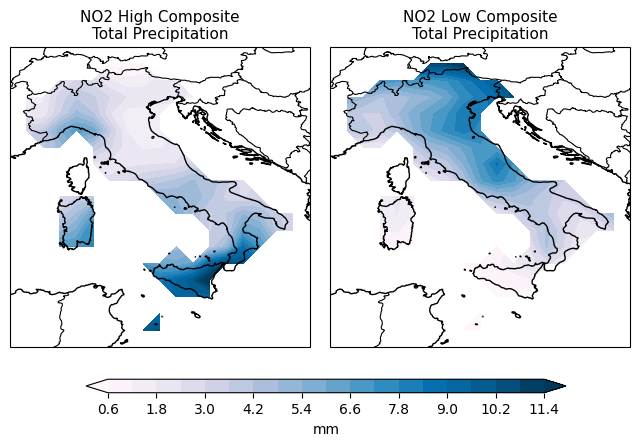 NO2 High Composite
Total Precipitation
NO2 Low Composite
Total Precipitation
0.6 1.8 3.0 4.2 5.4 6.6 7.8 9.0 10.2 11.4
mm